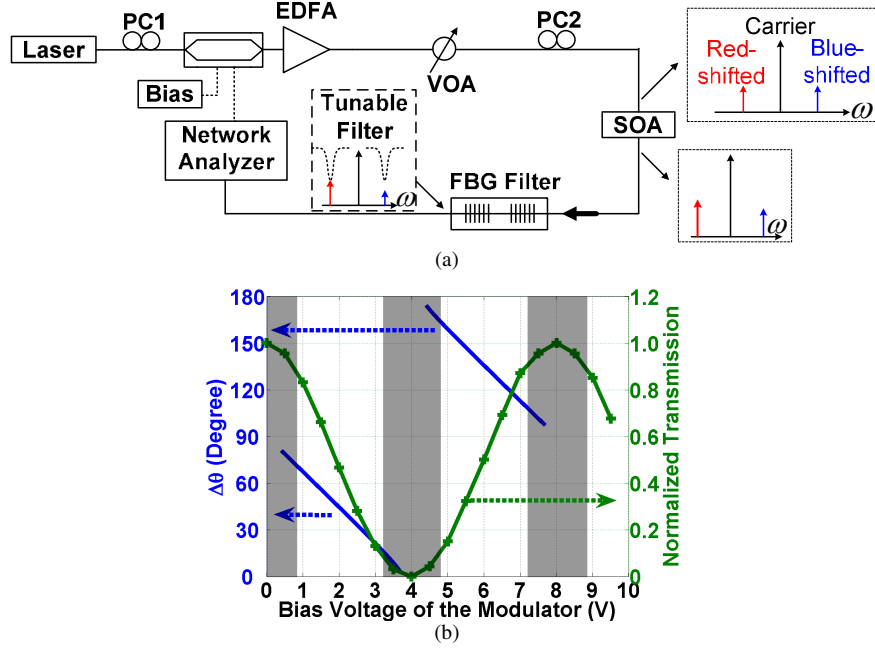 Laser
PC1
EDFA
VOA
PC2
Bias
Network
Analyzer
Tunable
Filter
ω
FBG Filter
SOA
Carrier
Red-
shifted
Blue-
shifted
ω
ω
(a)
180
150
120
90
60
30
0
Δθ (Degree)
1.2
1.0
0.8
0.6
0.4
0.2
0
Normalized Transmission
0 1 2 3 4 5 6 7 8 9 10
Bias Voltage of the Modulator (V)
(b)